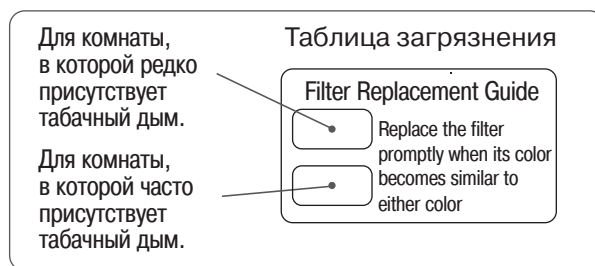 Для комнаты,
в которой редко
присутствует
табачный дым.
Для комнаты,
в которой часто
присутствует
табачный дым.
Таблица загрязнения
Filter Replacement Guide
Replace the filter
promptly when its color
becomes similar to
either color